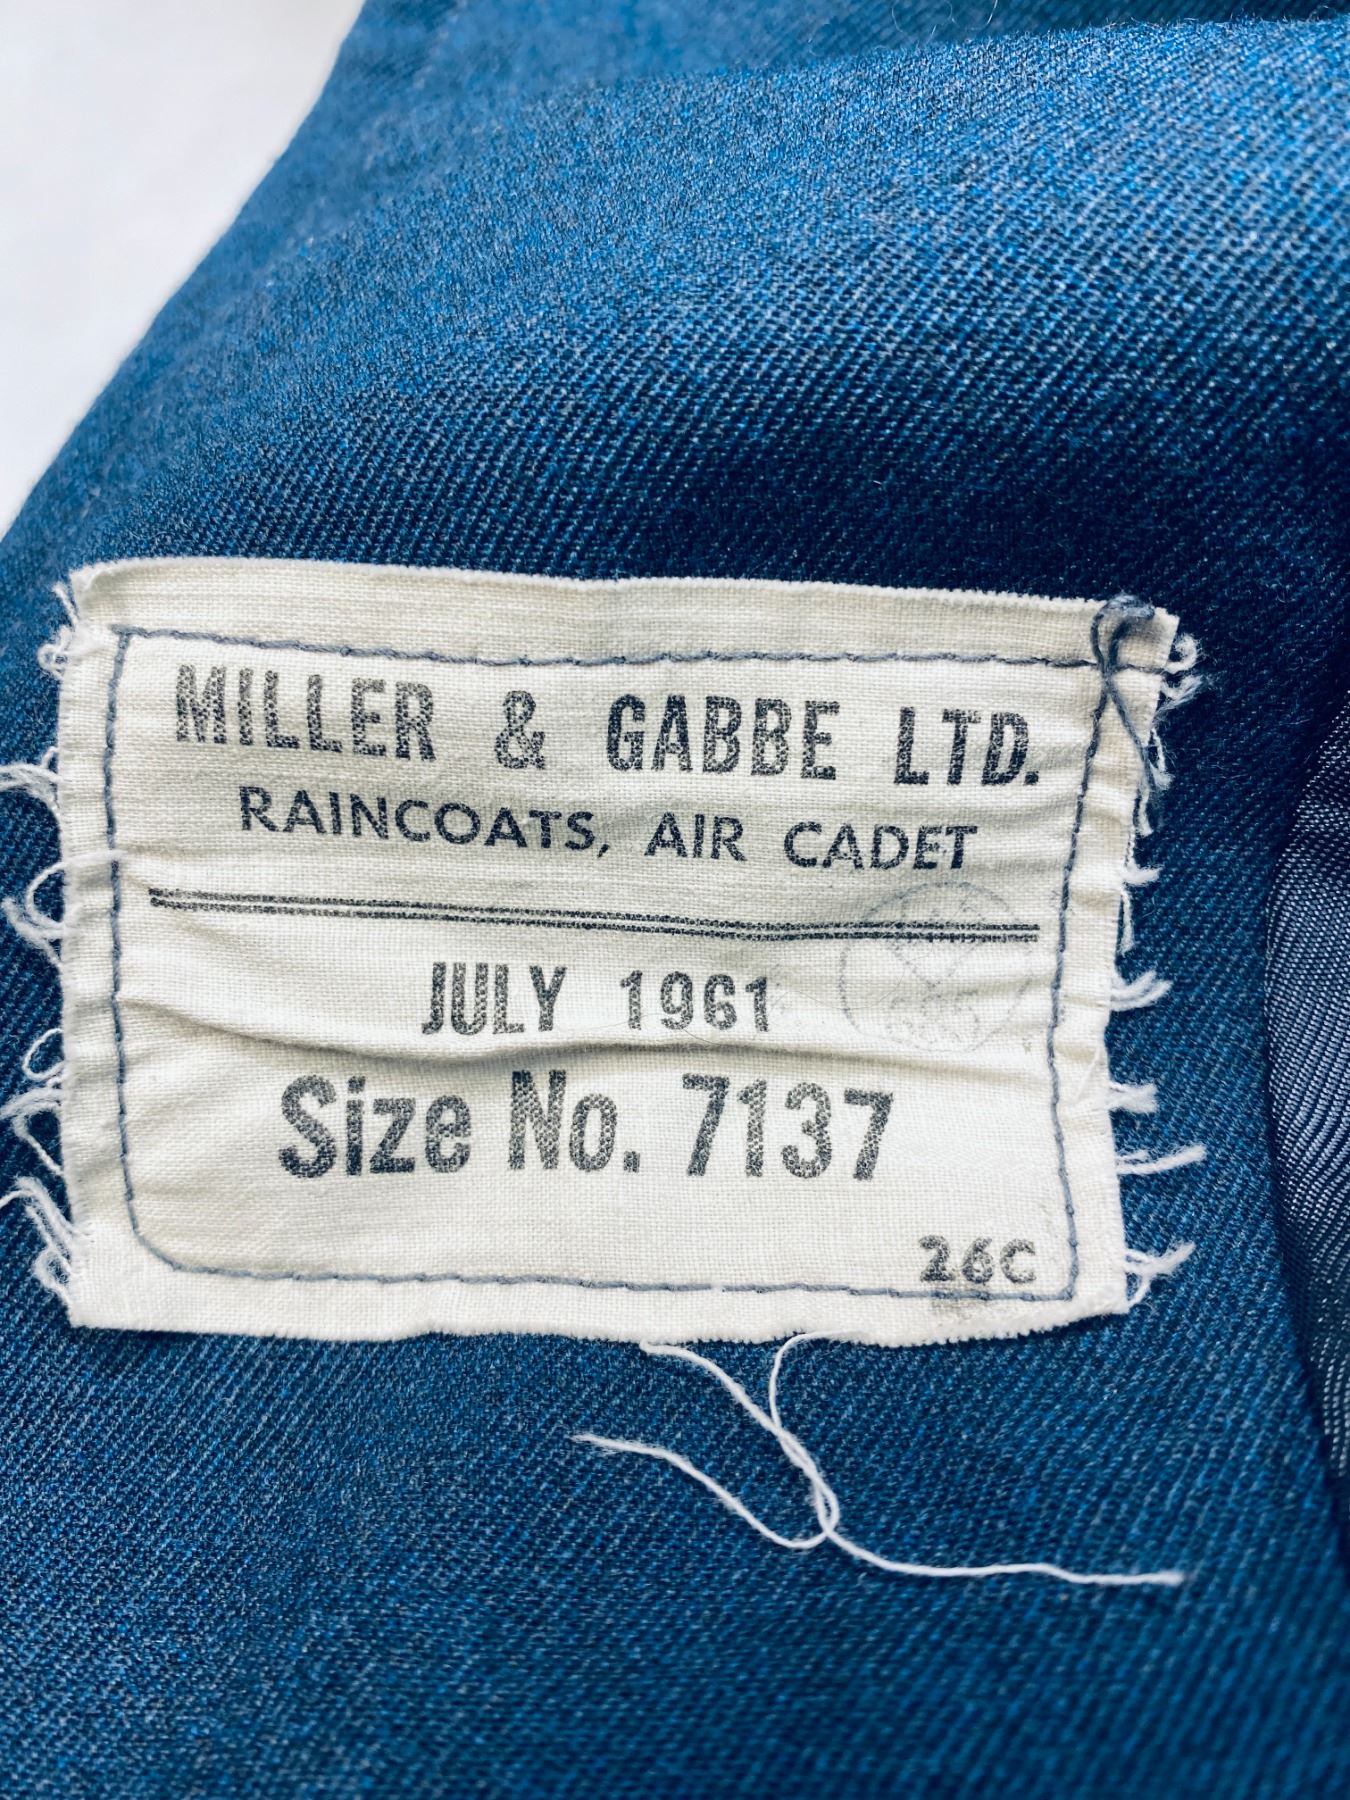 MILLER & GABBE LTD.
RAINCOATS, AIR CADET
JULY 1961
Size No. 7137
26C